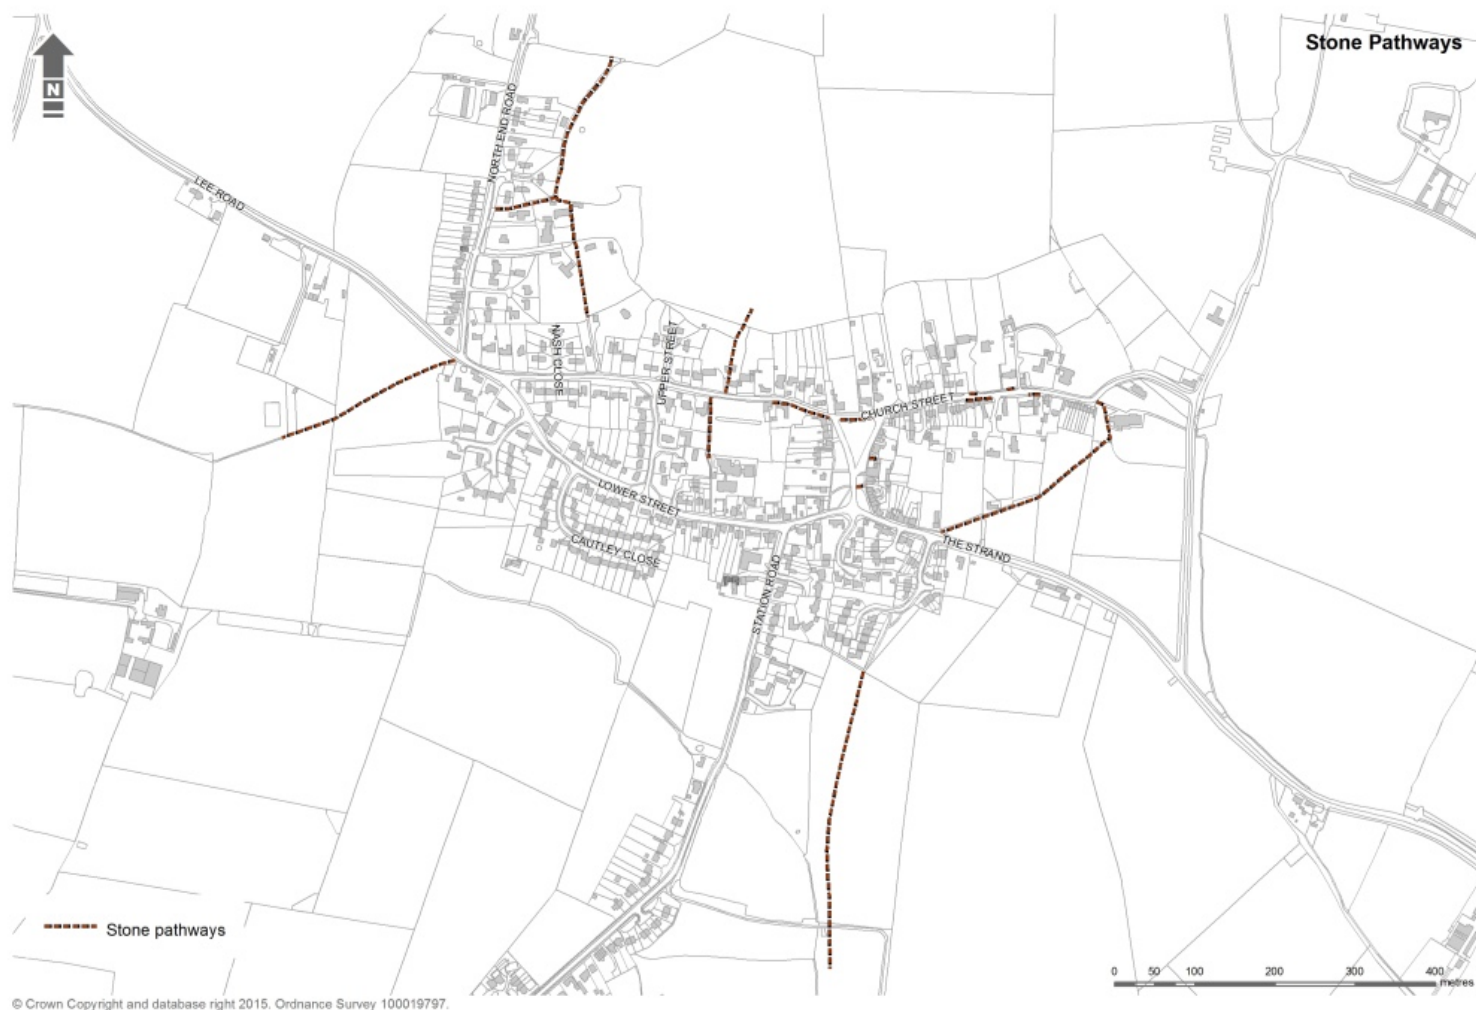 Stone Pathways
N
NORTH END ROAD
LEE ROAD
NASH CLOSE
UPPER STREET
CHURCH STREET
LOWER STREET
CAUTLEY CLOSE
THE STRAND
STATION ROAD
Stone pathways
0 50 100 200 300 400
metres
© Crown Copyright and database right 2015. Ordnance Survey 100019797.